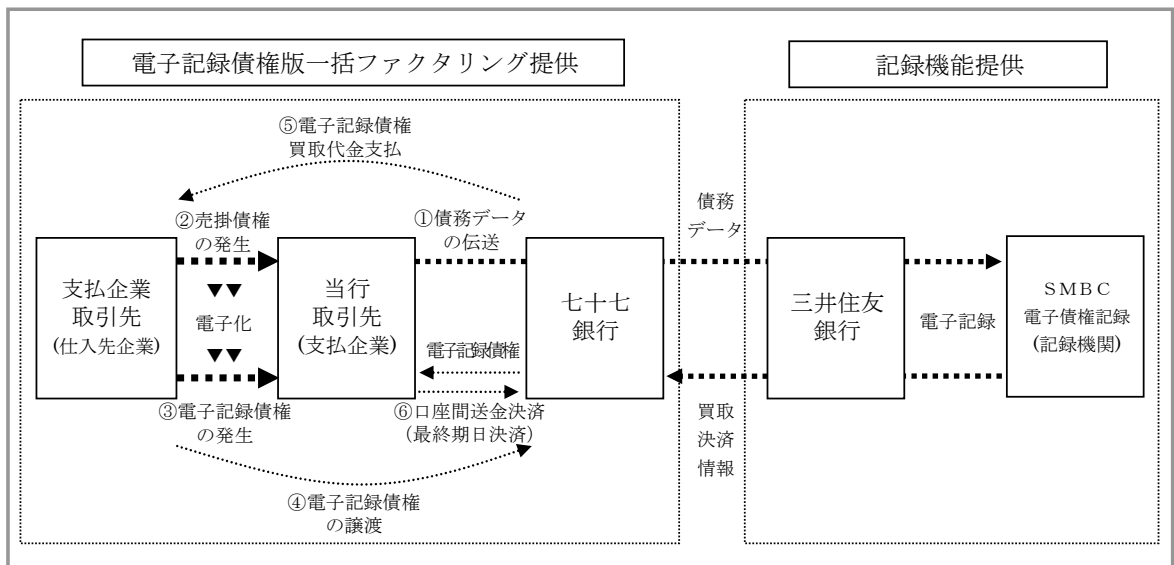 電子記録債権版一括ファクタリング提供
記録機能提供
⑤電子記録債権
買取代金支払
②売掛債権
の発生
①債務データ
の伝送
債務
データ
支払企業
取引先
(仕入先企業)
▼▼
電子化
▼▼
当行
取引先
(支払企業)
七十七
銀行
三井住友
銀行
電子記録
ＳＭＢＣ
電子債権記録
(記録機関)
電子記録債権
③電子記録債権
の発生
⑥口座間送金決済
(最終期日決済)
買取
決済
情報
④電子記録債権
の譲渡